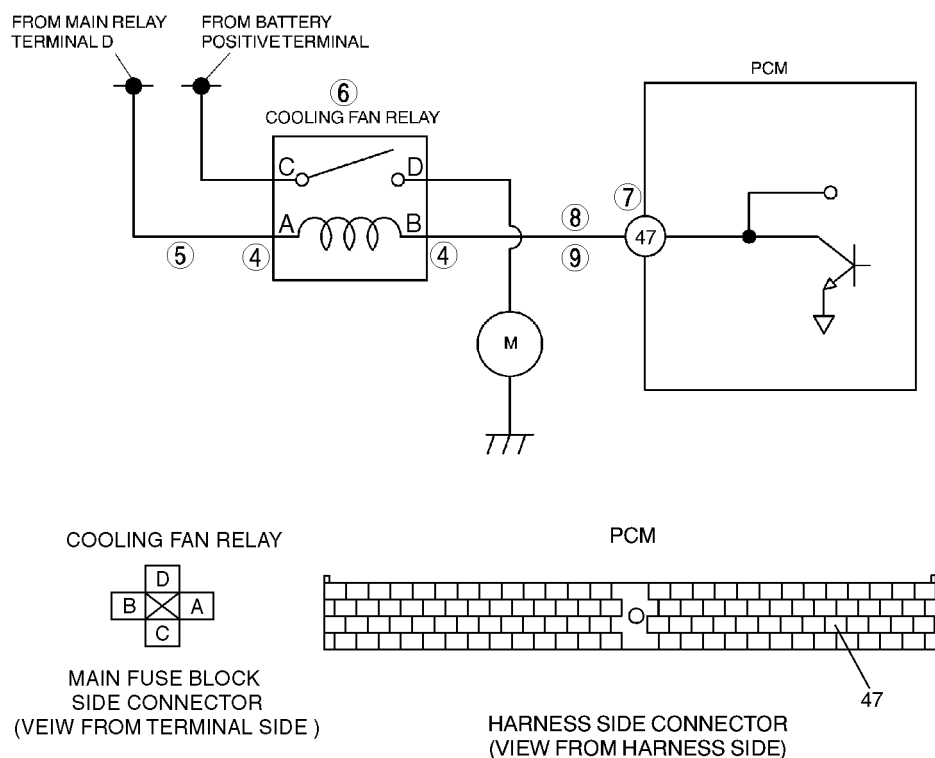 FROM MAIN RELAY
TERMINAL D
FROM BATTERY
POSITIVE TERMINAL
6
COOLING FAN RELAY
PCM
C
D
A
B
5
4
4
8
9
7
47
M
COOLING FAN RELAY
D
B
A
C
MAIN FUSE BLOCK
SIDE CONNECTOR
(VEIW FROM TERMINAL SIDE )
PCM
47
HARNESS SIDE CONNECTOR
(VIEW FROM HARNESS SIDE)